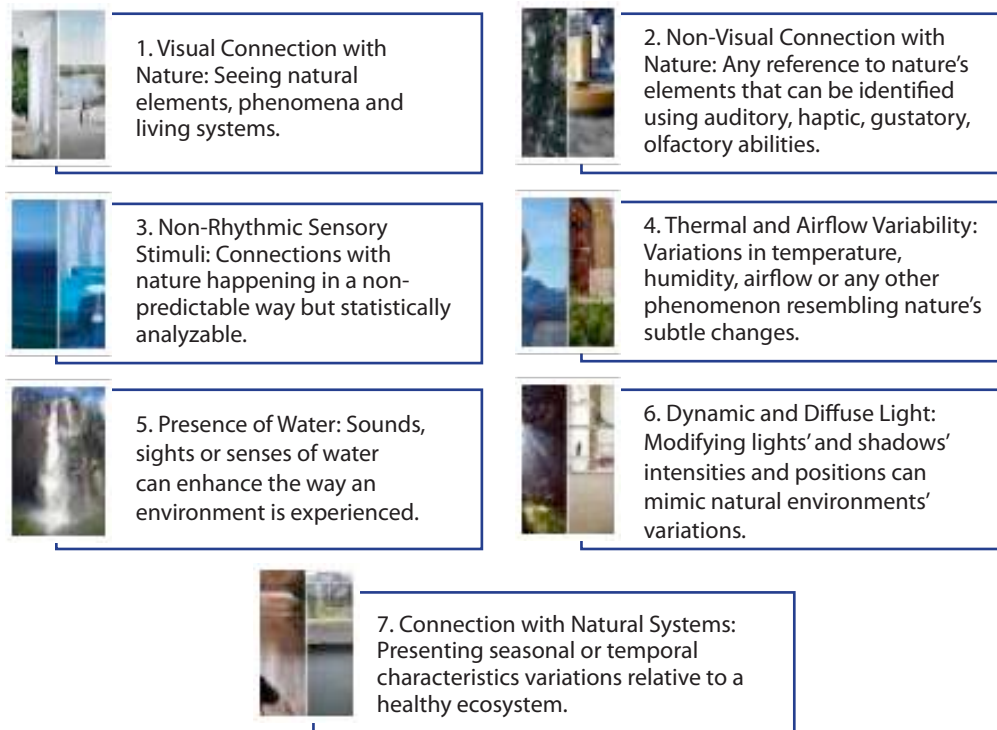 1. Visual Connection with
Nature: Seeing natural
elements, phenomena and
living systems.
2. Non-Visual Connection with
Nature: Any reference to nature’s
elements that can be identified
using auditory, haptic, gustatory,
olfactory abilities.
3. Non-Rhythmic Sensory
Stimuli: Connections with
nature happening in a non-
predictable way but statistically
analyzable.
4. Thermal and Airflow Variability:
Variations in temperature,
humidity, airflow or any other
phenomenon resembling nature’s
subtle changes.
5. Presence of Water: Sounds,
sights or senses of water
can enhance the way an
environment is experienced.
6. Dynamic and Diffuse Light:
Modifying lights’ and shadows’
intensities and positions can
mimic natural environments’
variations.
7. Connection with Natural Systems:
Presenting seasonal or temporal
characteristics variations relative to a
healthy ecosystem.